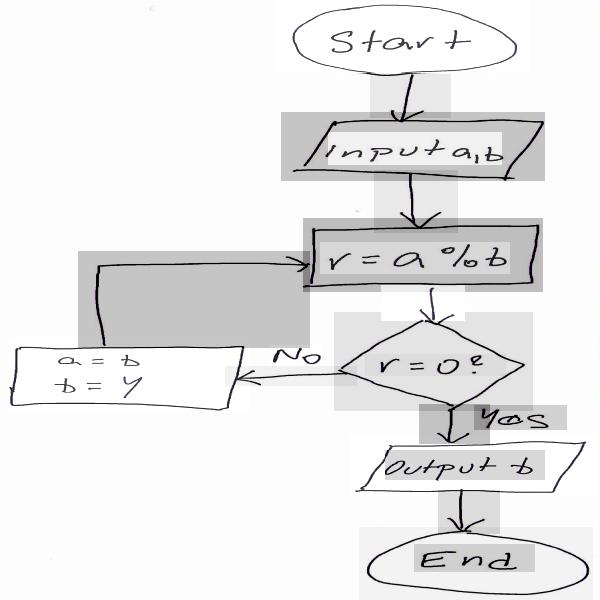 Start
input a,b
r = a % b
r = 0?
No
a = b
b = y
Yes
Output b
End